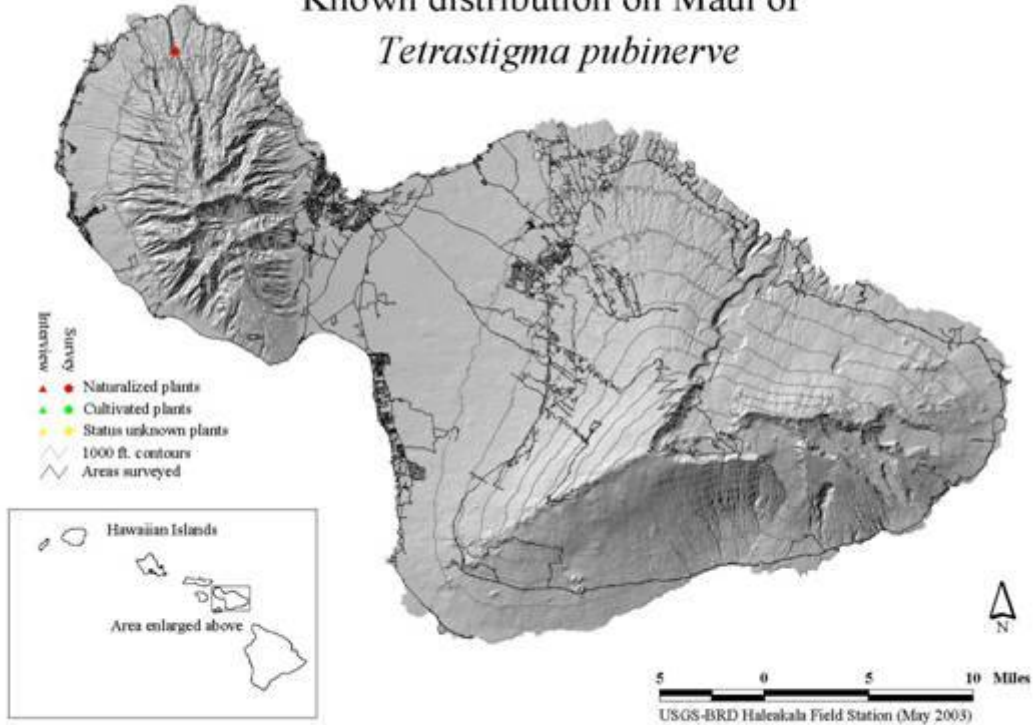 Known distribution on Maui of
Tetrastigma pubinerve
Interview
Survey
Naturalized plants
Cultivated plants
Status unknown plants
1000 ft. contours
Areas surveyed
Hawaiian Islands
Area enlarged above
N
5 0 5 10 Miles
USGS-BRD Haleakala Field Station (May 2003)